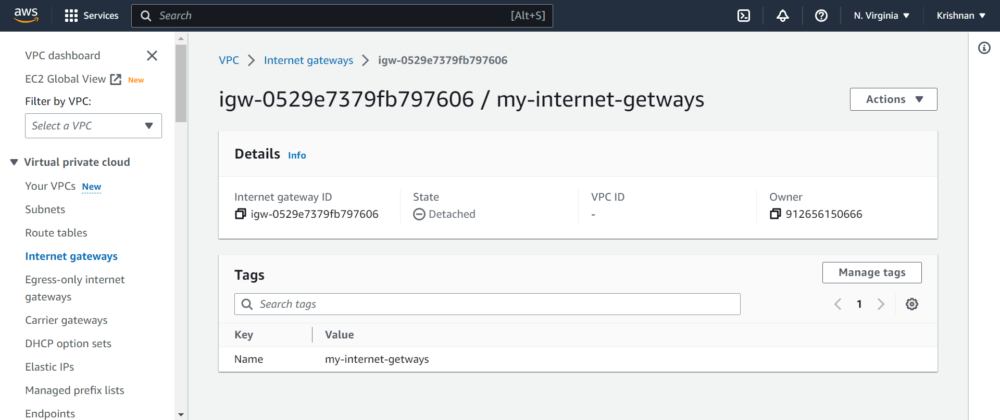 aws
Services
Search [Alt+S]
N. Virginia
Krishnan
VPC dashboard
EC2 Global View New
Filter by VPC:
Select a VPC
Virtual private cloud
Your VPCs New
Subnets
Route tables
Internet gateways
Egress-only internet
gateways
Carrier gateways
DHCP option sets
Elastic IPs
Managed prefix lists
Endpoints
VPC Internet gateways igw-0529e7379fb797606
igw-0529e7379fb797606 / my-internet-getways
Actions
Details Info
Internet gateway ID
igw-0529e7379fb797606
State
Detached
VPC ID
-
Owner
912656150666
Tags
Manage tags
Search tags
1
Key Value
Name my-internet-getways